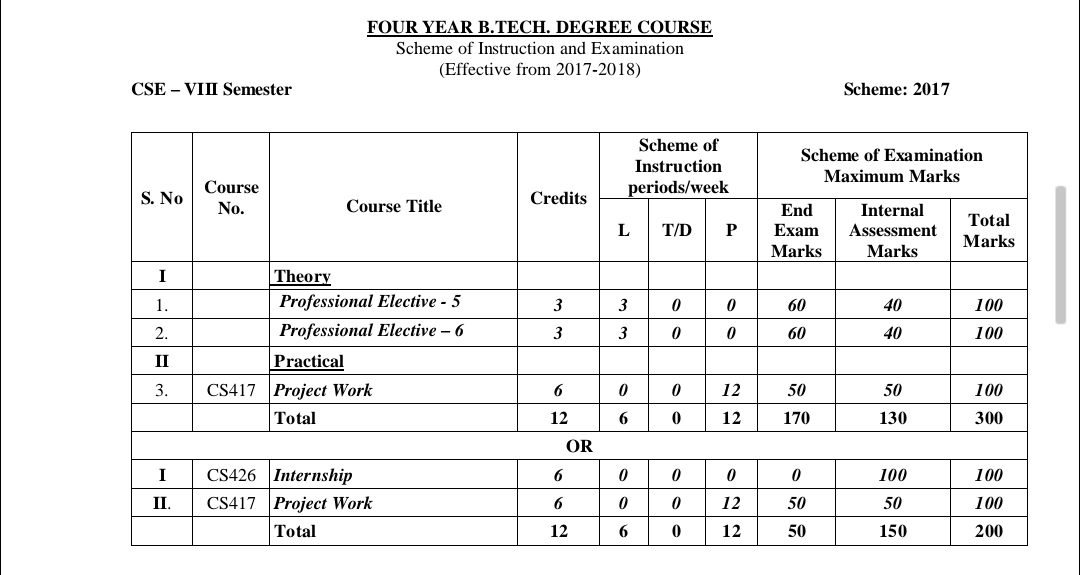 FOUR YEAR B.TECH. DEGREE COURSE
Scheme of Instruction and Examination
(Effective from 2017-2018)
CSE – VIII Semester Scheme: 2017
S. No Course No. Course Title Credits Scheme of Instruction periods/week Scheme of Examination Maximum Marks
L T/D P End Exam Marks Internal Assessment Marks Total Marks
I Theory
1. Professional Elective - 5 3 3 0 0 60 40 100
2. Professional Elective – 6 3 3 0 0 60 40 100
II Practical
3. CS417 Project Work 6 0 0 12 50 50 100
Total 12 6 0 12 170 130 300
OR
I CS426 Internship 6 0 0 0 0 100 100
II. CS417 Project Work 6 0 0 12 50 50 100
Total 12 6 0 12 50 150 200